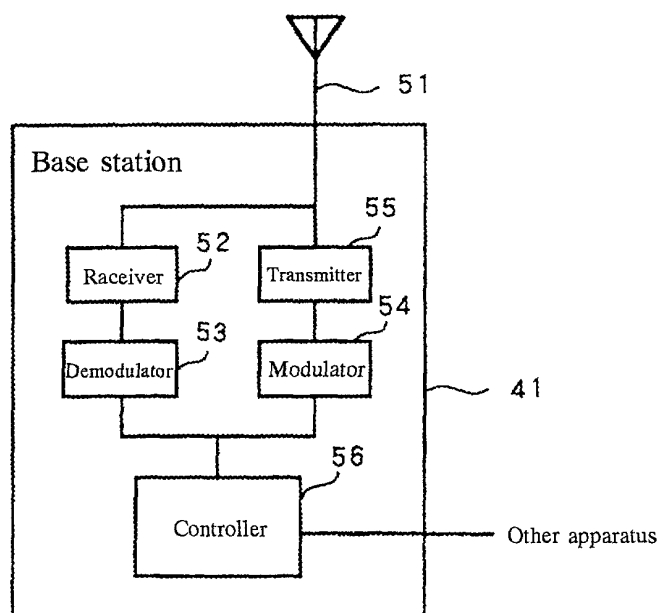 51
Base station
55
52
Raceiver
Transmitter
53
54
Demodulator
Modulator
41
56
Controller
Other apparatus